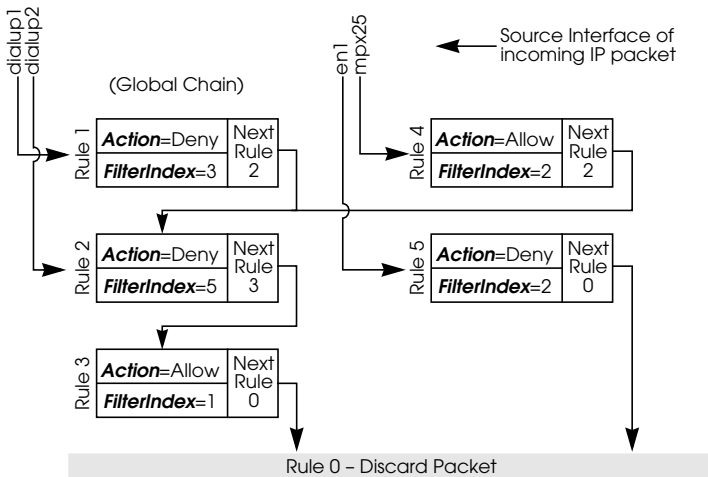 dialup1
dialup2
en1
mpx25
Source Interface of
incoming IP packet
(Global Chain)
Rule 1
Action=Deny
FilterIndex=3
Next
Rule
2
Rule 4
Action=Allow
FilterIndex=2
Next
Rule
2
Rule 2
Action=Deny
FilterIndex=5
Next
Rule
3
Rule 5
Action=Deny
FilterIndex=2
Next
Rule
0
Rule 3
Action=Allow
FilterIndex=1
Next
Rule
0
Rule 0 – Discard Packet